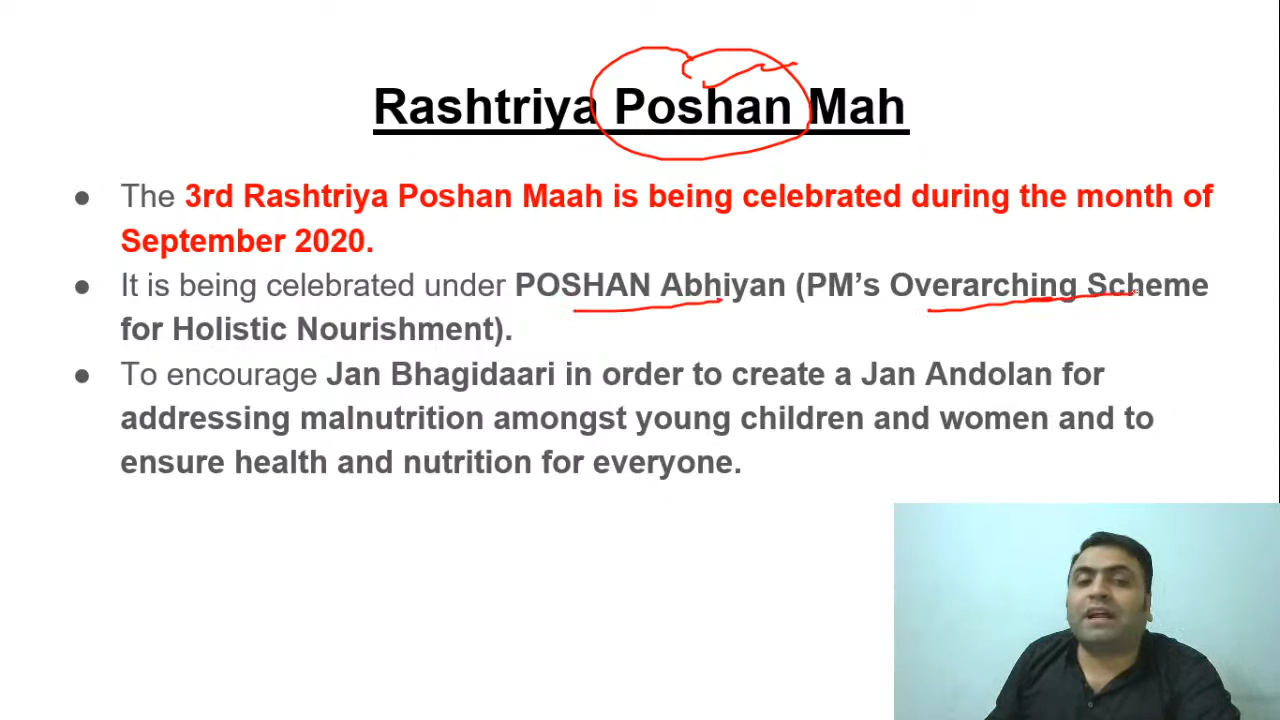 Rashtriya Poshan Mah
● The 3rd Rashtriya Poshan Maah is being celebrated during the month of
September 2020.
● It is being celebrated under POSHAN Abhiyan (PM’s Overarching Scheme
for Holistic Nourishment).
● To encourage Jan Bhagidaari in order to create a Jan Andolan for
addressing malnutrition amongst young children and women and to
ensure health and nutrition for everyone.